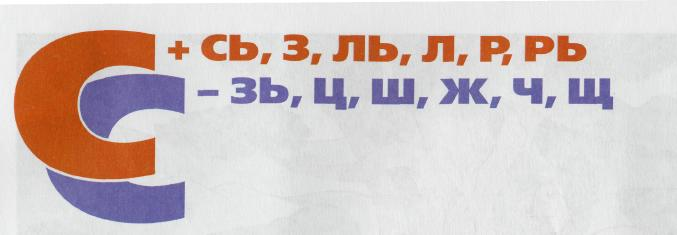 С + СЬ, З, ЛЬ, Л, Р, РЬ
С – ЗЬ, Ц, Ш, Ж, Ч, Щ